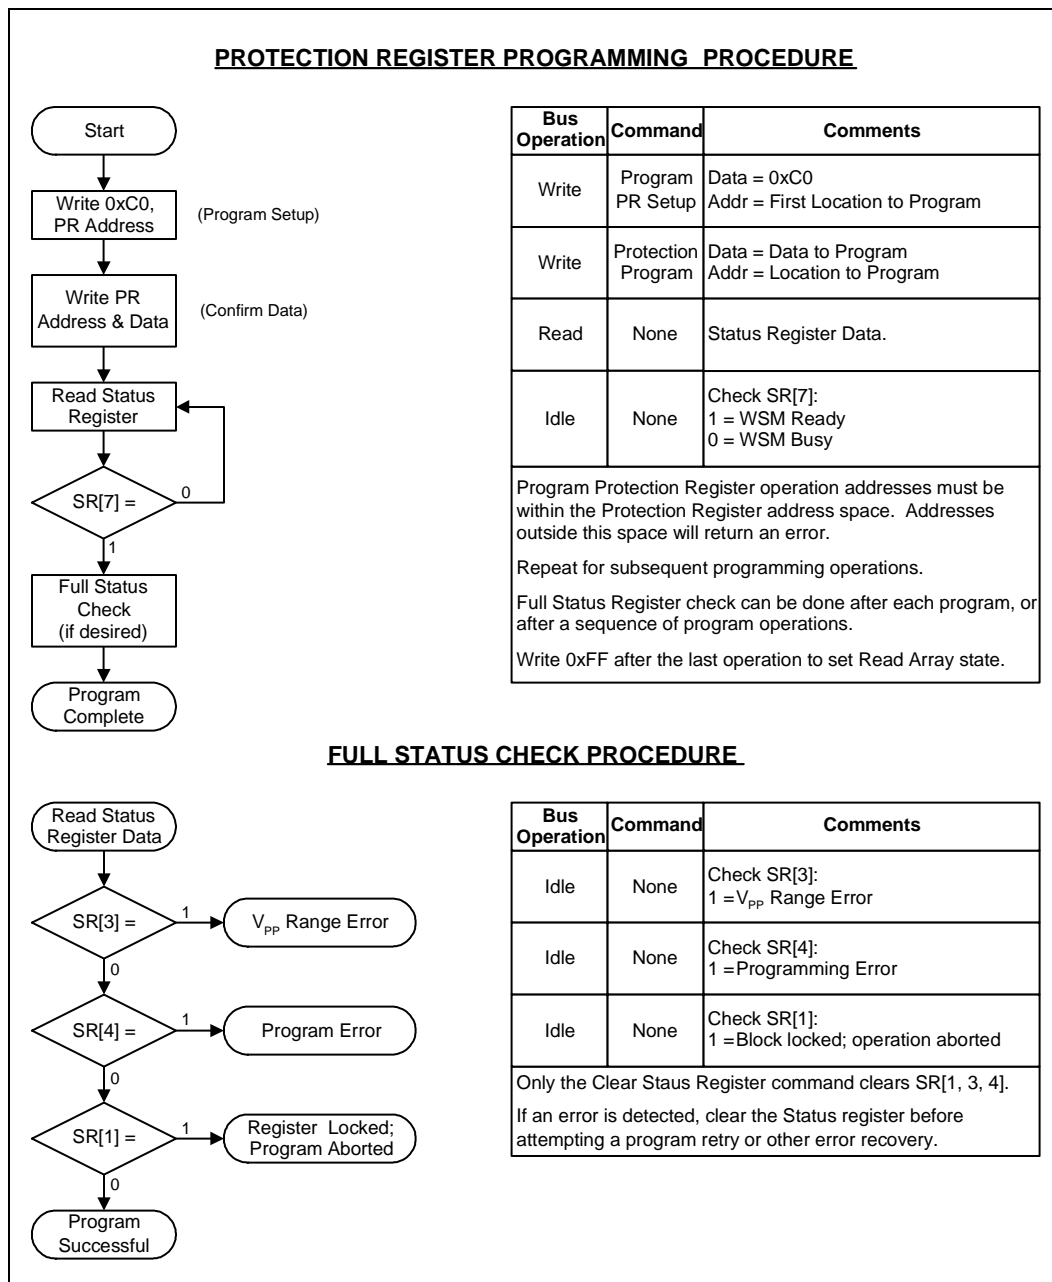 PROTECTION REGISTER PROGRAMMING PROCEDURE
Start
Write 0xC0,
PR Address
(Program Setup)
Write PR
Address & Data
(Confirm Data)
Read Status
Register
SR[7] =
0
1
Full Status
Check
(if desired)
Program
Complete
Bus
Operation
Command
Comments
Write
Program
PR Setup
Data = 0xC0
Addr = First Location to Program
Write
Protection
Program
Data = Data to Program
Addr = Location to Program
Read
None
Status Register Data.
Idle
None
Check SR[7]:
1 = WSM Ready
0 = WSM Busy
Program Protection Register operation addresses must be
within the Protection Register address space. Addresses
outside this space will return an error.
Repeat for subsequent programming operations.
Full Status Register check can be done after each program, or
after a sequence of program operations.
Write 0xFF after the last operation to set Read Array state.
FULL STATUS CHECK PROCEDURE
Read Status
Register Data
SR[3] =
1
VPP Range Error
0
SR[4] =
1
Program Error
0
SR[1] =
1
Register Locked;
Program Aborted
0
Program
Successful
Bus
Operation
Command
Comments
Idle
None
Check SR[3]:
1 =VPP Range Error
Idle
None
Check SR[4]:
1 =Programming Error
Idle
None
Check SR[1]:
1 =Block locked; operation aborted
Only the Clear Staus Register command clears SR[1, 3, 4].
If an error is detected, clear the Status register before
attempting a program retry or other error recovery.